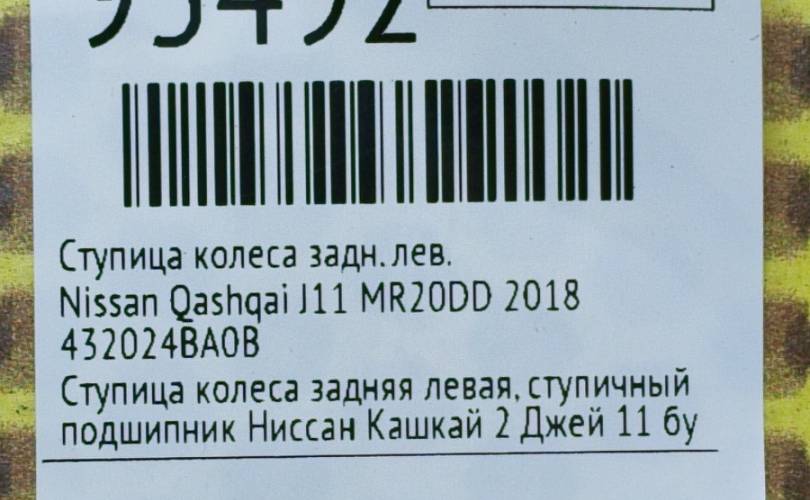 Ступица колеса задн. лев.
Nissan Qashqai J11 MR20DD 2018
432024BA0B
Ступица колеса задняя левая, ступичный
подшипник Ниссан Кашкай 2 Джей 11 бу